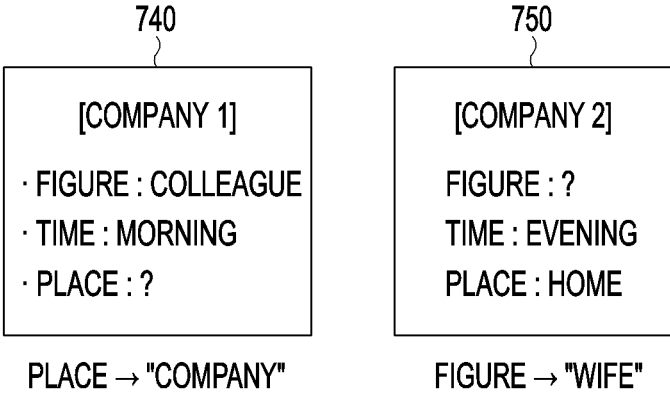 740
[COMPANY 1]
· FIGURE : COLLEAGUE
· TIME : MORNING
· PLACE : ?
PLACE → "COMPANY"
750
[COMPANY 2]
FIGURE : ?
TIME : EVENING
PLACE : HOME
FIGURE → "WIFE"